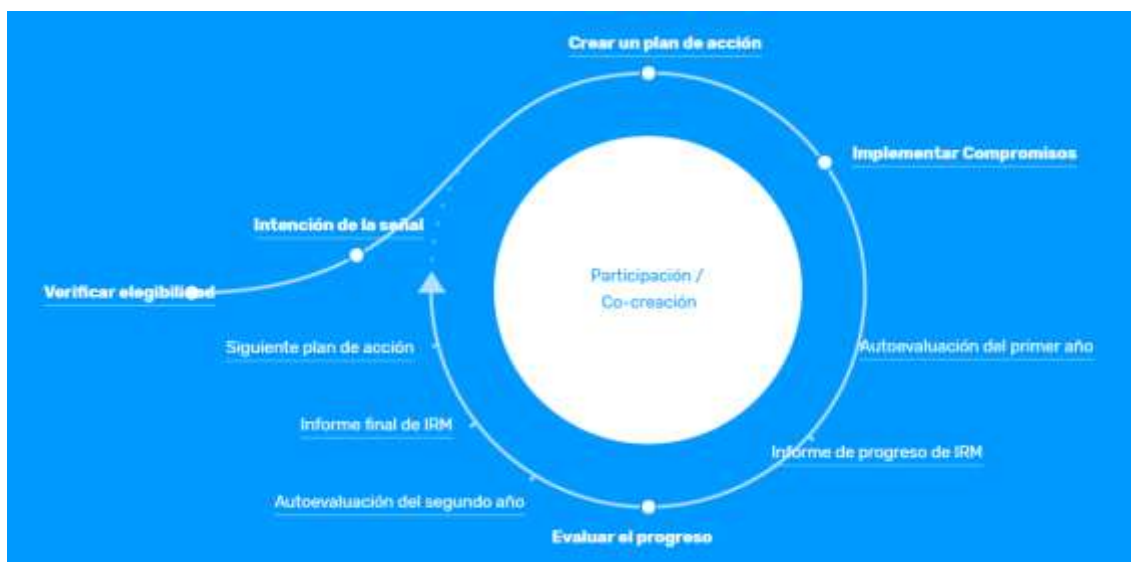 Crear un plan de acción
Implementar Compromisos
Intención de la señal
Participación /
Co-creación
Verificar elegibilidad
Siguiente plan de acción
Autoevaluación del primer año
Informe final de IRM
Informe de progreso de IRM
Autoevaluación del segundo año
Evaluar el progreso